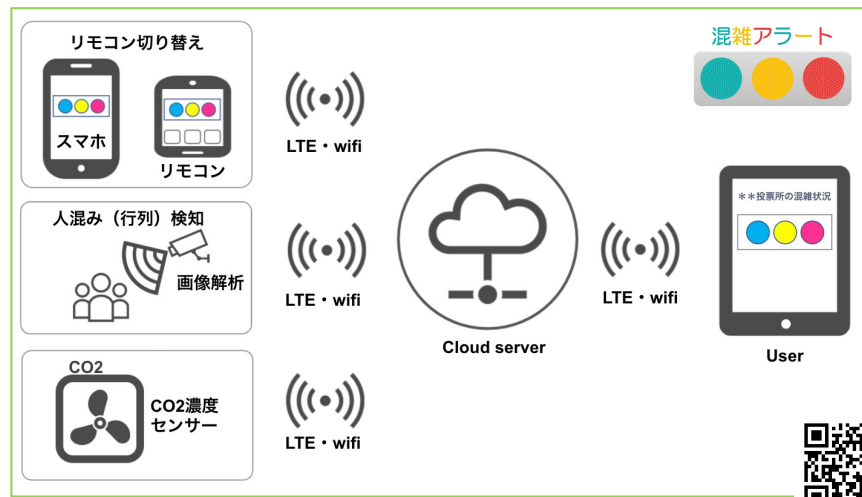 リモコン切り替え
スマホ
リモコン
LTE・wifi
混雑アラート
人混み（行列）検知
画像解析
LTE・wifi
Cloud server
LTE・wifi
＊＊投票所の混雑状況
User
CO2
CO2濃度
センサー
LTE・wifi